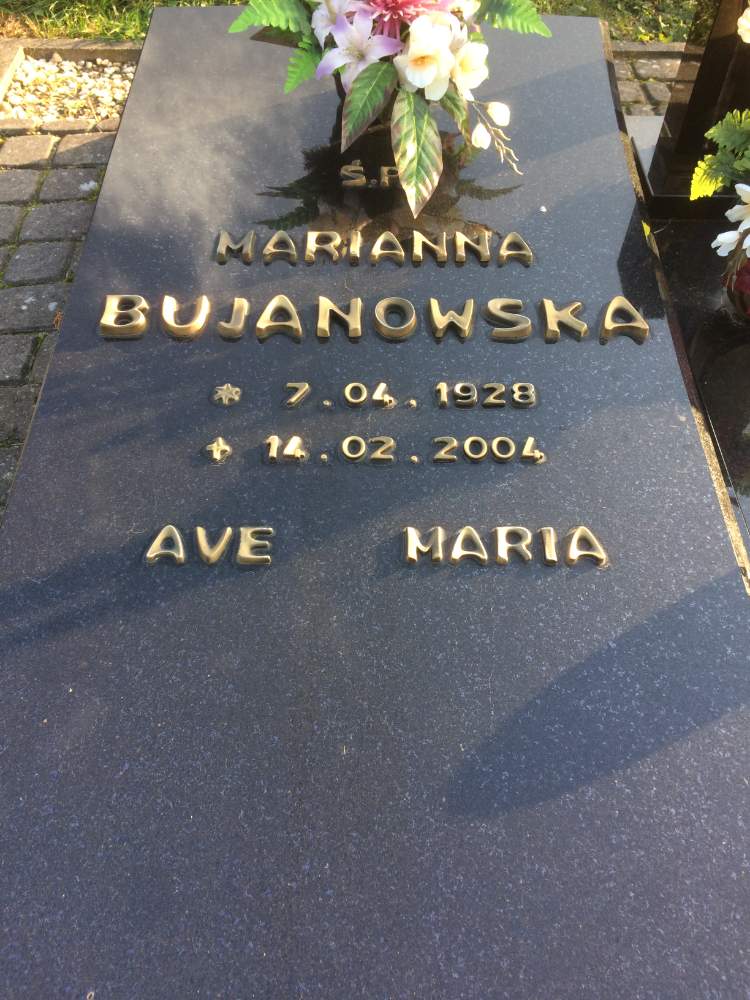 Ś.P.
MARIANNA
BUJANOWSKA
* 7.04.1928
+ 14.02.2004
AVE MARIA